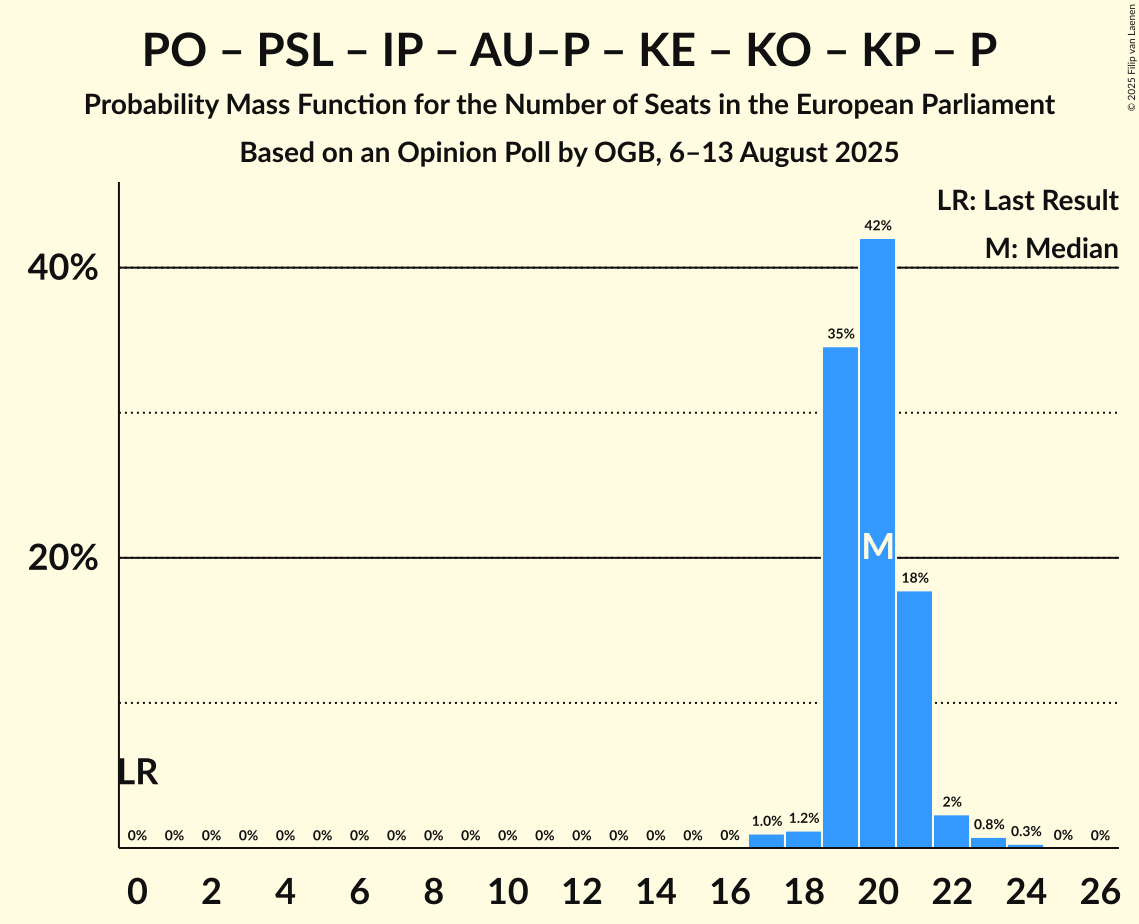 PO – PSL – IP – AU–P – KE – KO – KP – P
Probability Mass Function for the Number of Seats in the European Parliament
Based on an Opinion Poll by OGB, 6–13 August 2025
© 2025 Filip van Laenen
LR: Last Result
M: Median
40%
20%
42%
35%
M
18%
LR
0% 0% 0% 0% 0% 0% 0% 0% 0% 0% 0% 0% 0% 0% 0% 0% 0% 1.0% 1.2% 2% 0.8% 0.3% 0% 0%
0 2 4 6 8 10 12 14 16 18 20 22 24 26